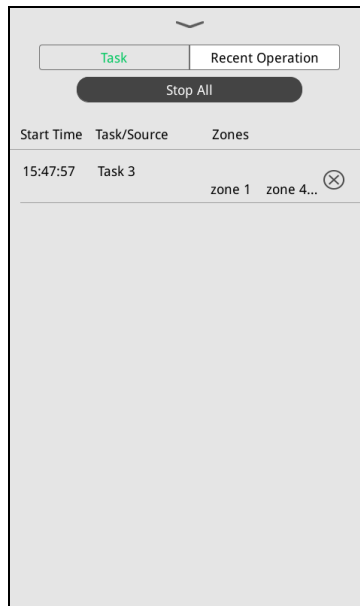 Task Recent Operation
Stop All
Start Time Task/Source Zones
15:47:57 Task 3
zone 1 zone 4...